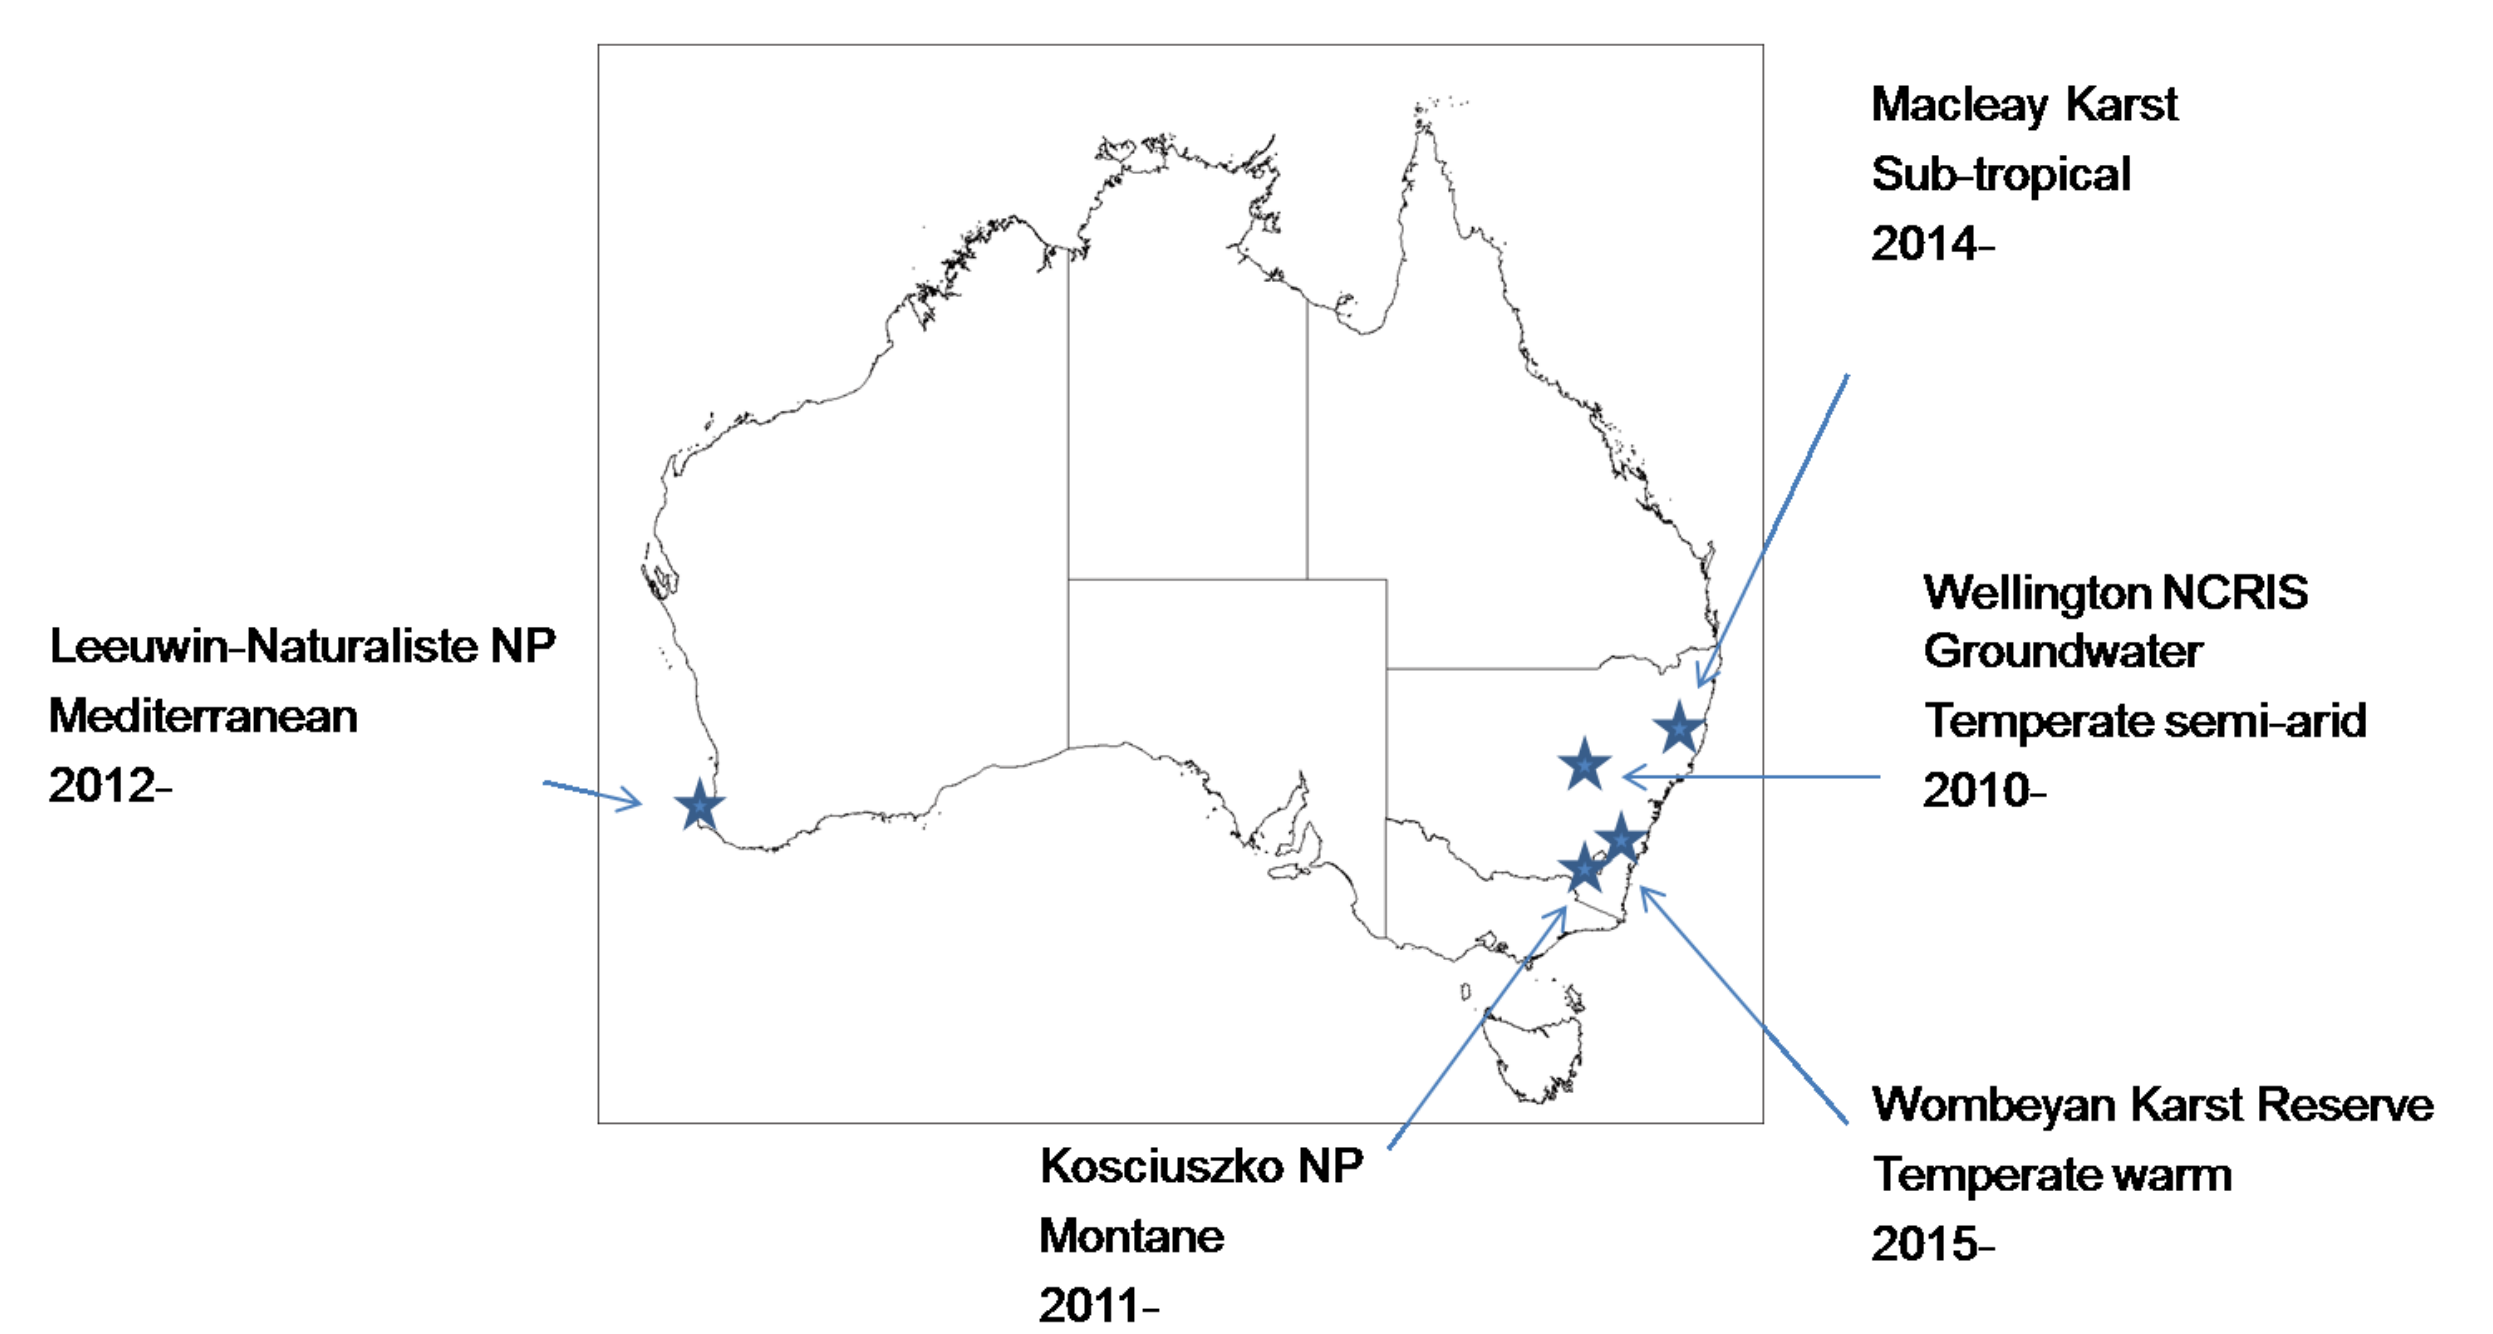 Macleay Karst
Sub-tropical
2014-
Wellington NCRIS
Groundwater
Temperate semi-arid
2010-
Leeuwin-Naturaliste NP
Mediterranean
2012-
Kosciuszko NP
Montane
2011-
Wombeyan Karst Reserve
Temperate warm
2015-